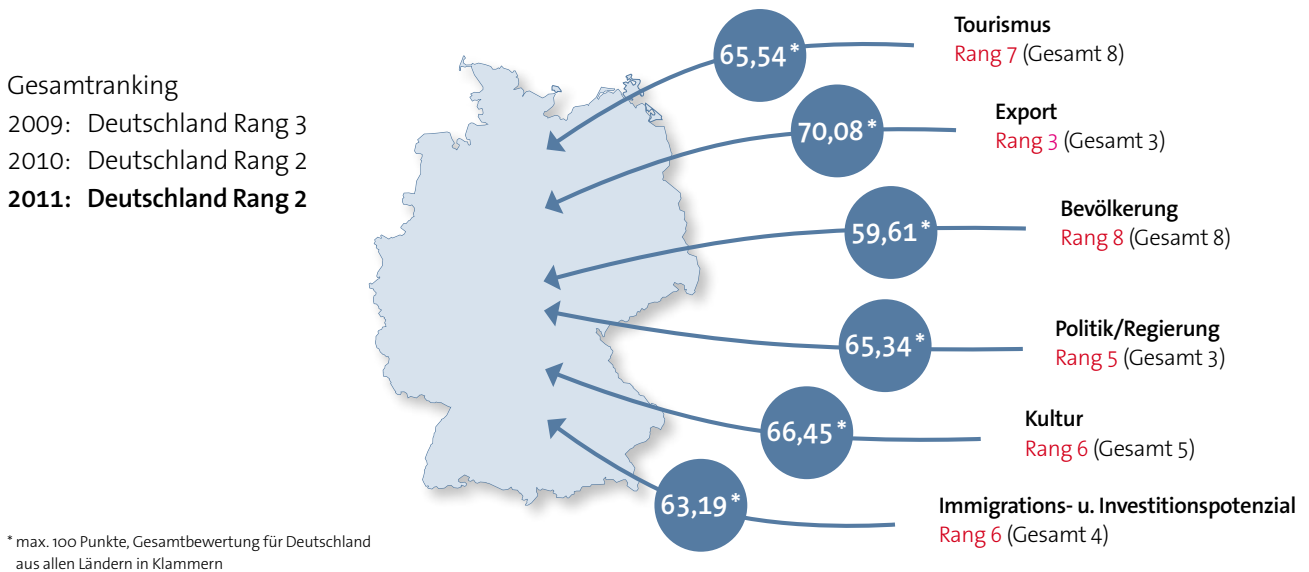 Gesamtranking
2009: Deutschland Rang 3
2010: Deutschland Rang 2
2011: Deutschland Rang 2
65,54*
Tourismus
Rang 7 (Gesamt 8)
70,08*
Export
Rang 3 (Gesamt 3)
59,61*
Bevölkerung
Rang 8 (Gesamt 8)
65,34*
Politik/Regierung
Rang 5 (Gesamt 3)
66,45*
Kultur
Rang 6 (Gesamt 5)
63,19*
Immigrations- u. Investitionspotenzial
Rang 6 (Gesamt 4)
* max. 100 Punkte, Gesamtbewertung für Deutschland
aus allen Ländern in Klammern